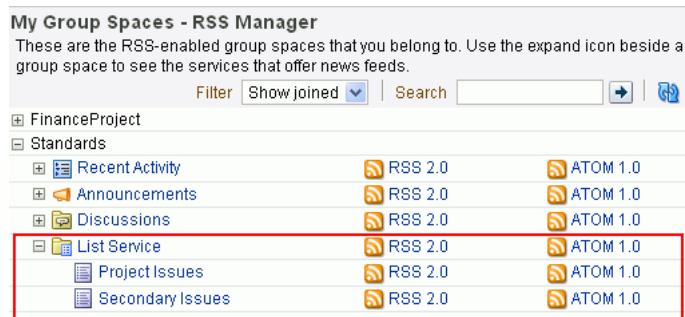 My Group Spaces - RSS Manager
These are the RSS-enabled group spaces that you belong to. Use the expand icon beside a
group space to see the services that offer news feeds.
Filter Show joined Search
FinanceProject
Standards
Recent Activity RSS 2.0 ATOM 1.0
Announcements RSS 2.0 ATOM 1.0
Discussions RSS 2.0 ATOM 1.0
List Service RSS 2.0 ATOM 1.0
Project Issues RSS 2.0 ATOM 1.0
Secondary Issues RSS 2.0 ATOM 1.0